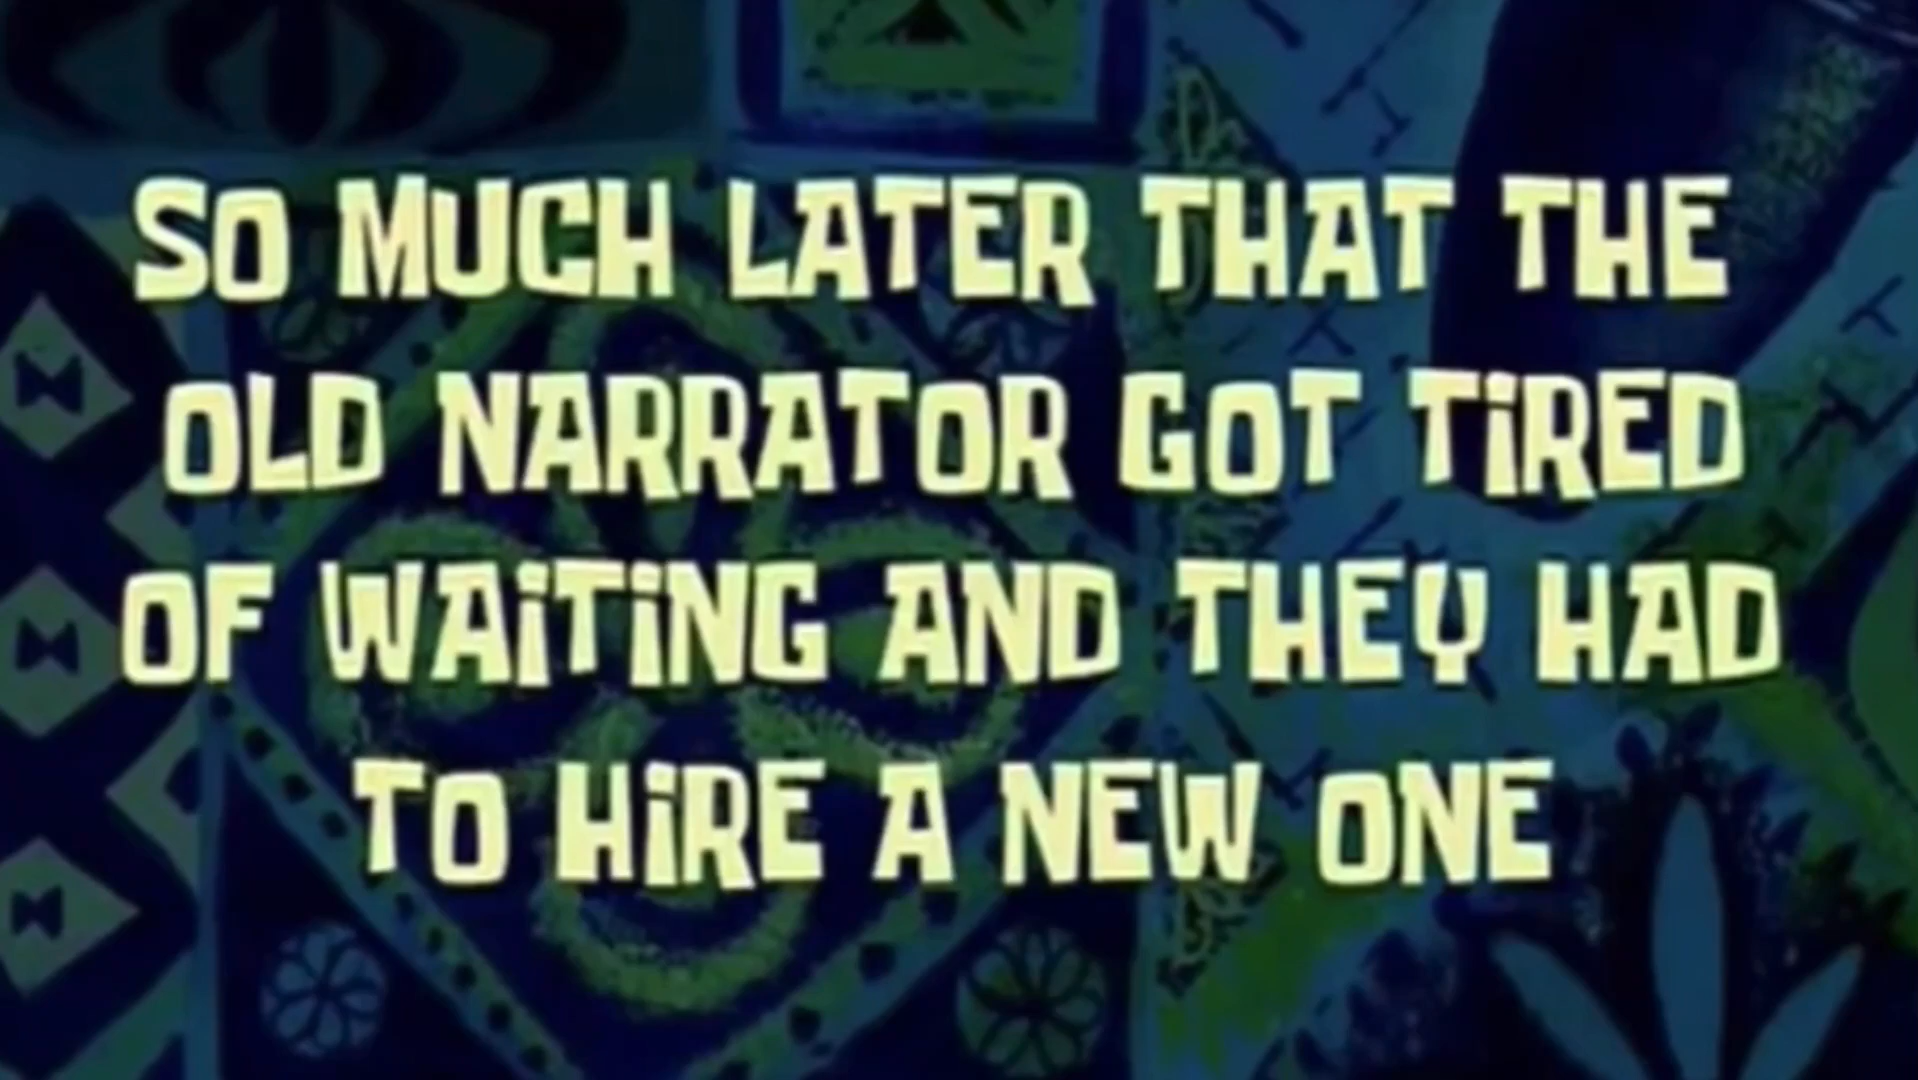 SO MUCH LATER THAT THE
OLD NARRATOR GOT TiRED
OF WAiTiNG AND THEY HAD
TO HiRE A NEW ONE